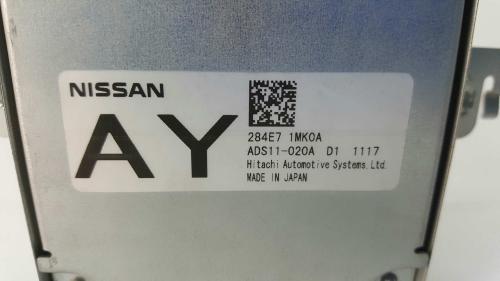 NISSAN
AY
284E7 1MK0A
ADS11-020A D1 1117
Hitachi Automotive Systems,Ltd.
MADE IN JAPAN